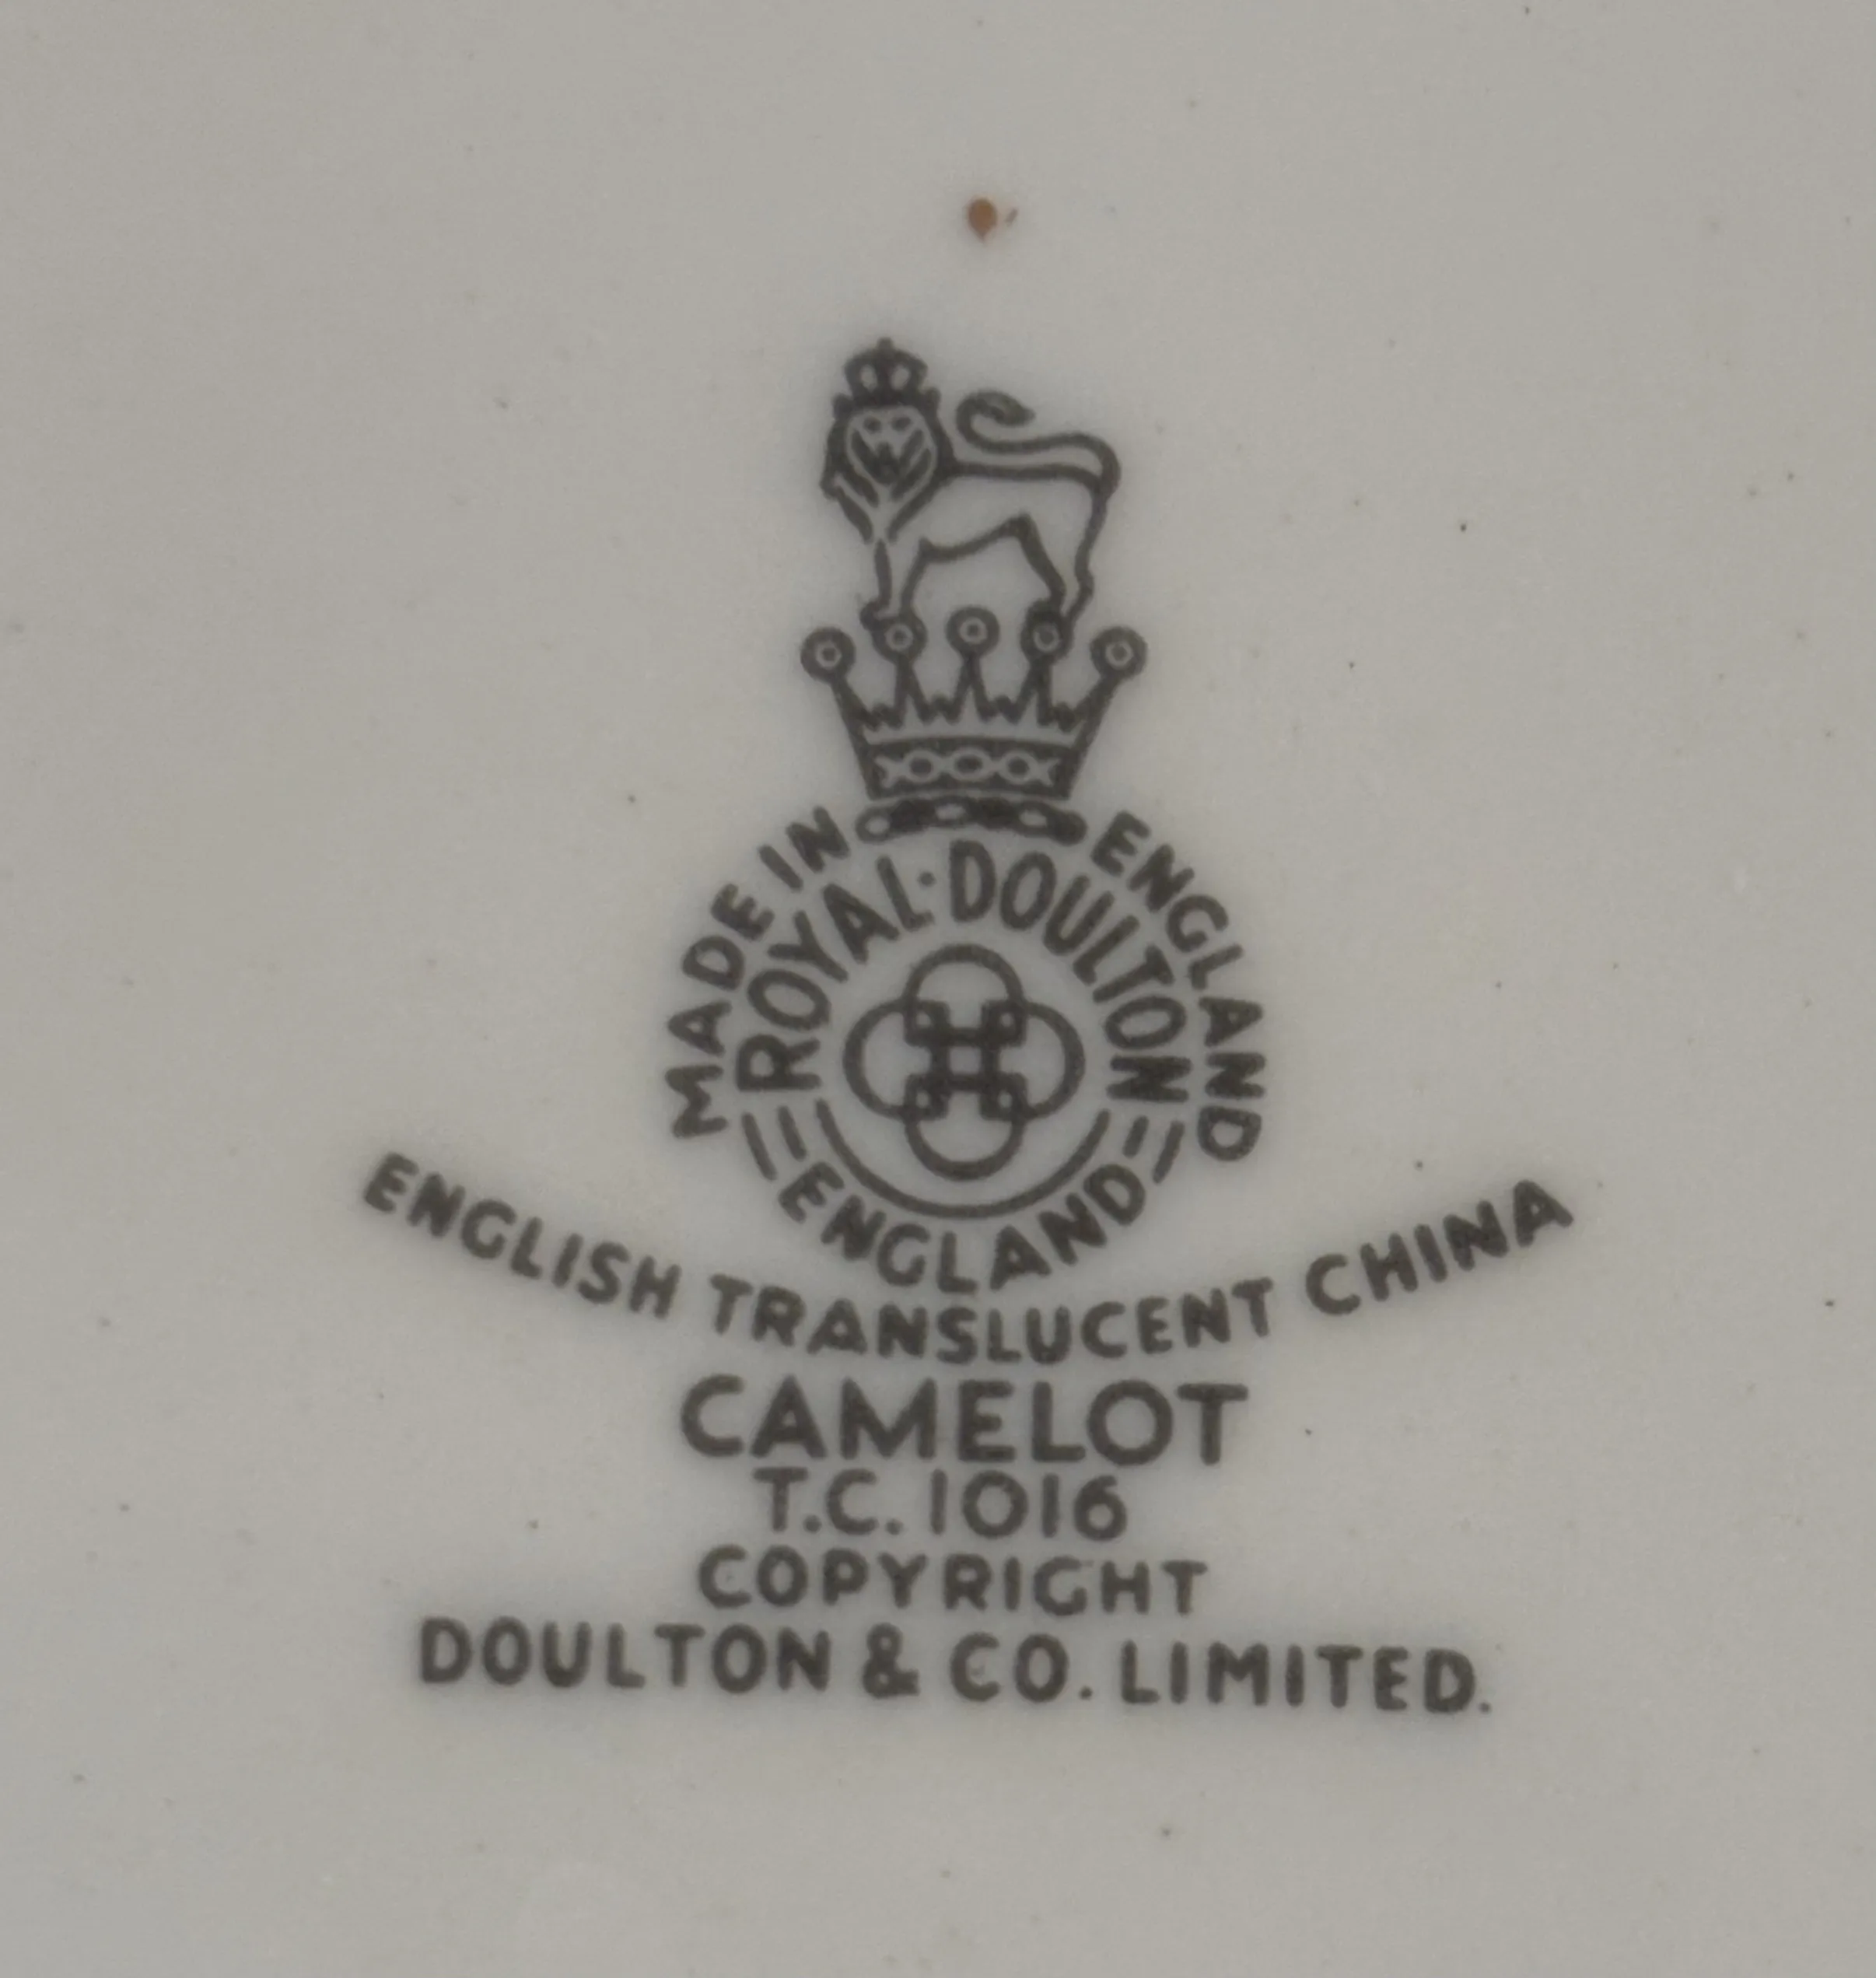 MADE IN ENGLAND
ROYAL·DOULTON
ENGLAND
ENGLISH TRANSLUCENT CHINA
CAMELOT
T.C. 1016
COPYRIGHT
DOULTON & CO. LIMITED.